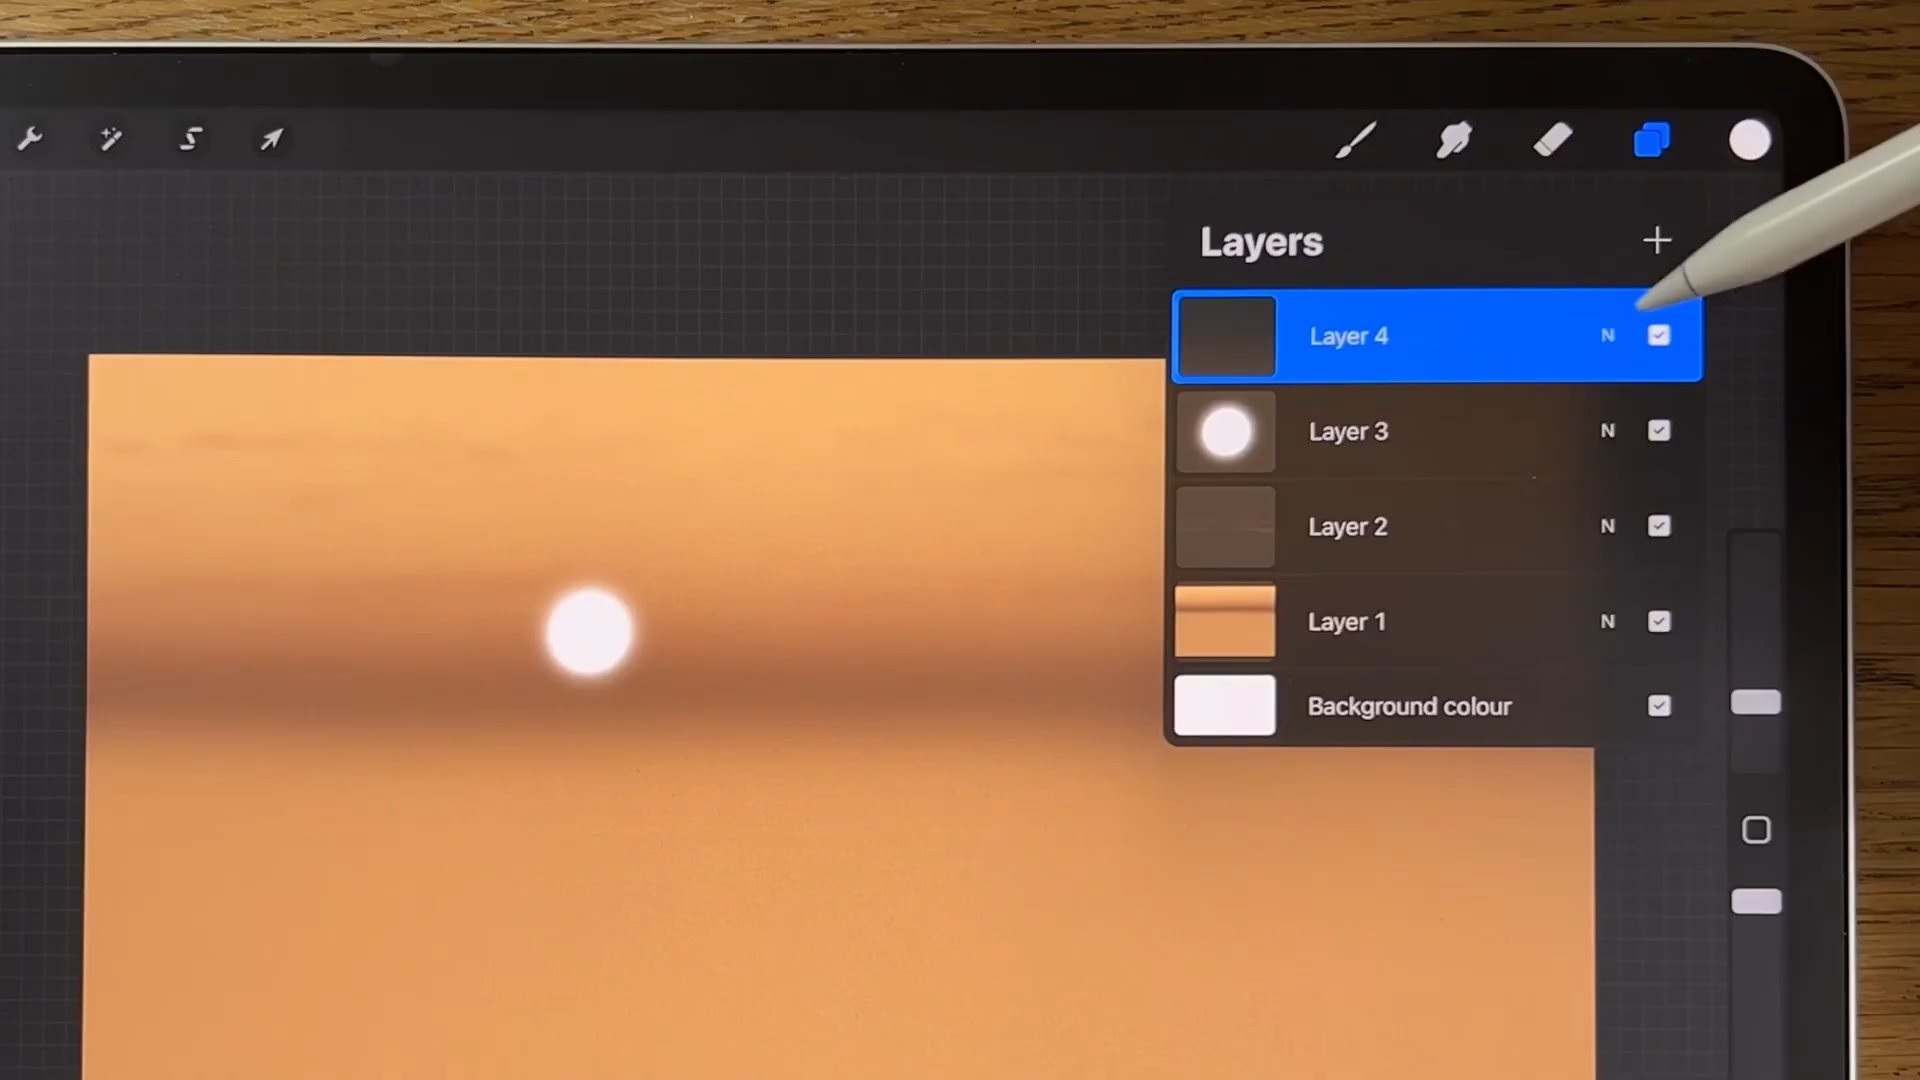 Layers
Layer 4 N
Layer 3 N
Layer 2 N
Layer 1 N
Background colour